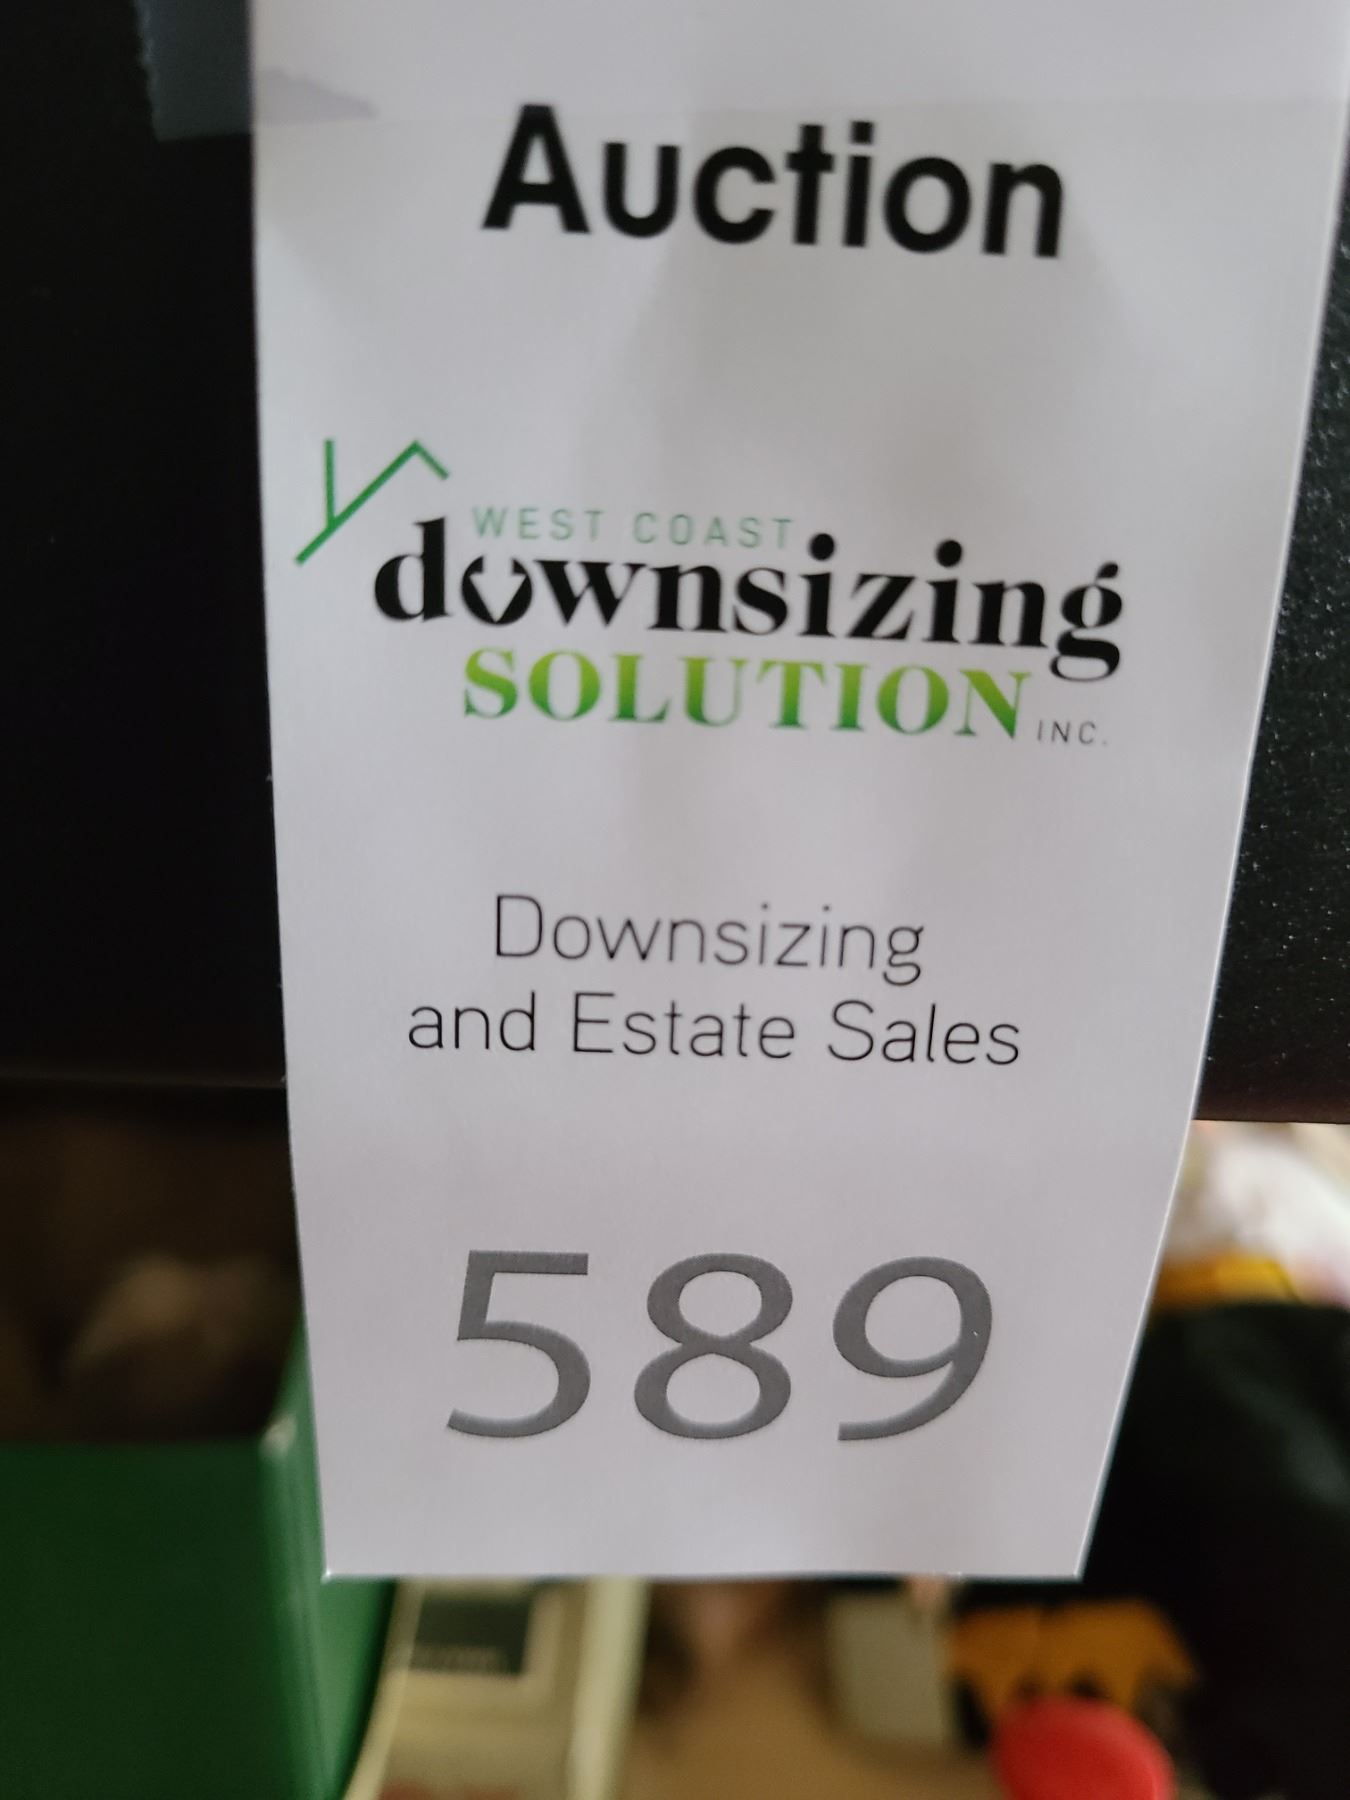 Auction
WEST COAST
downsizing
SOLUTION INC.
Downsizing
and Estate Sales
589